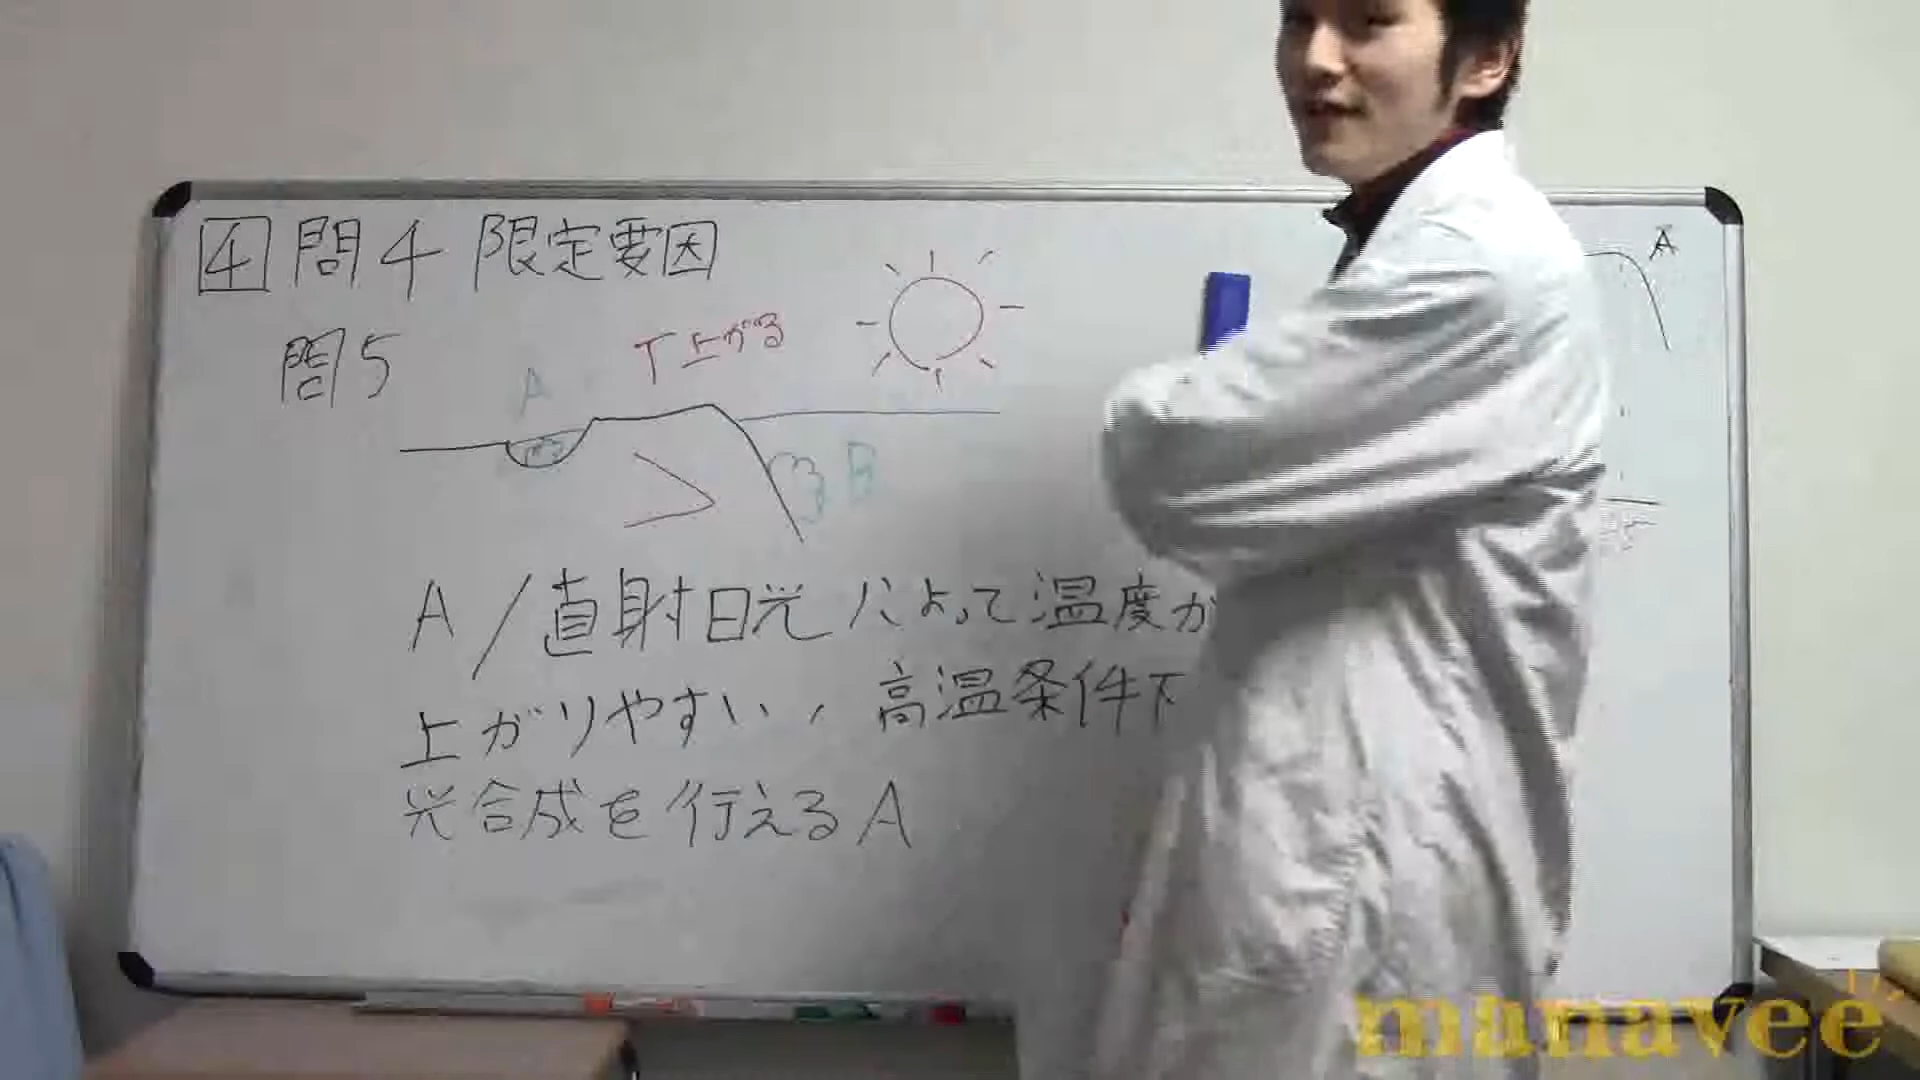 4 問4 限定要因
問5
T上がる
A
B
A
A/直射日光によって温度が
上がりやすい、高温条件下
光合成を行えるA
manavee